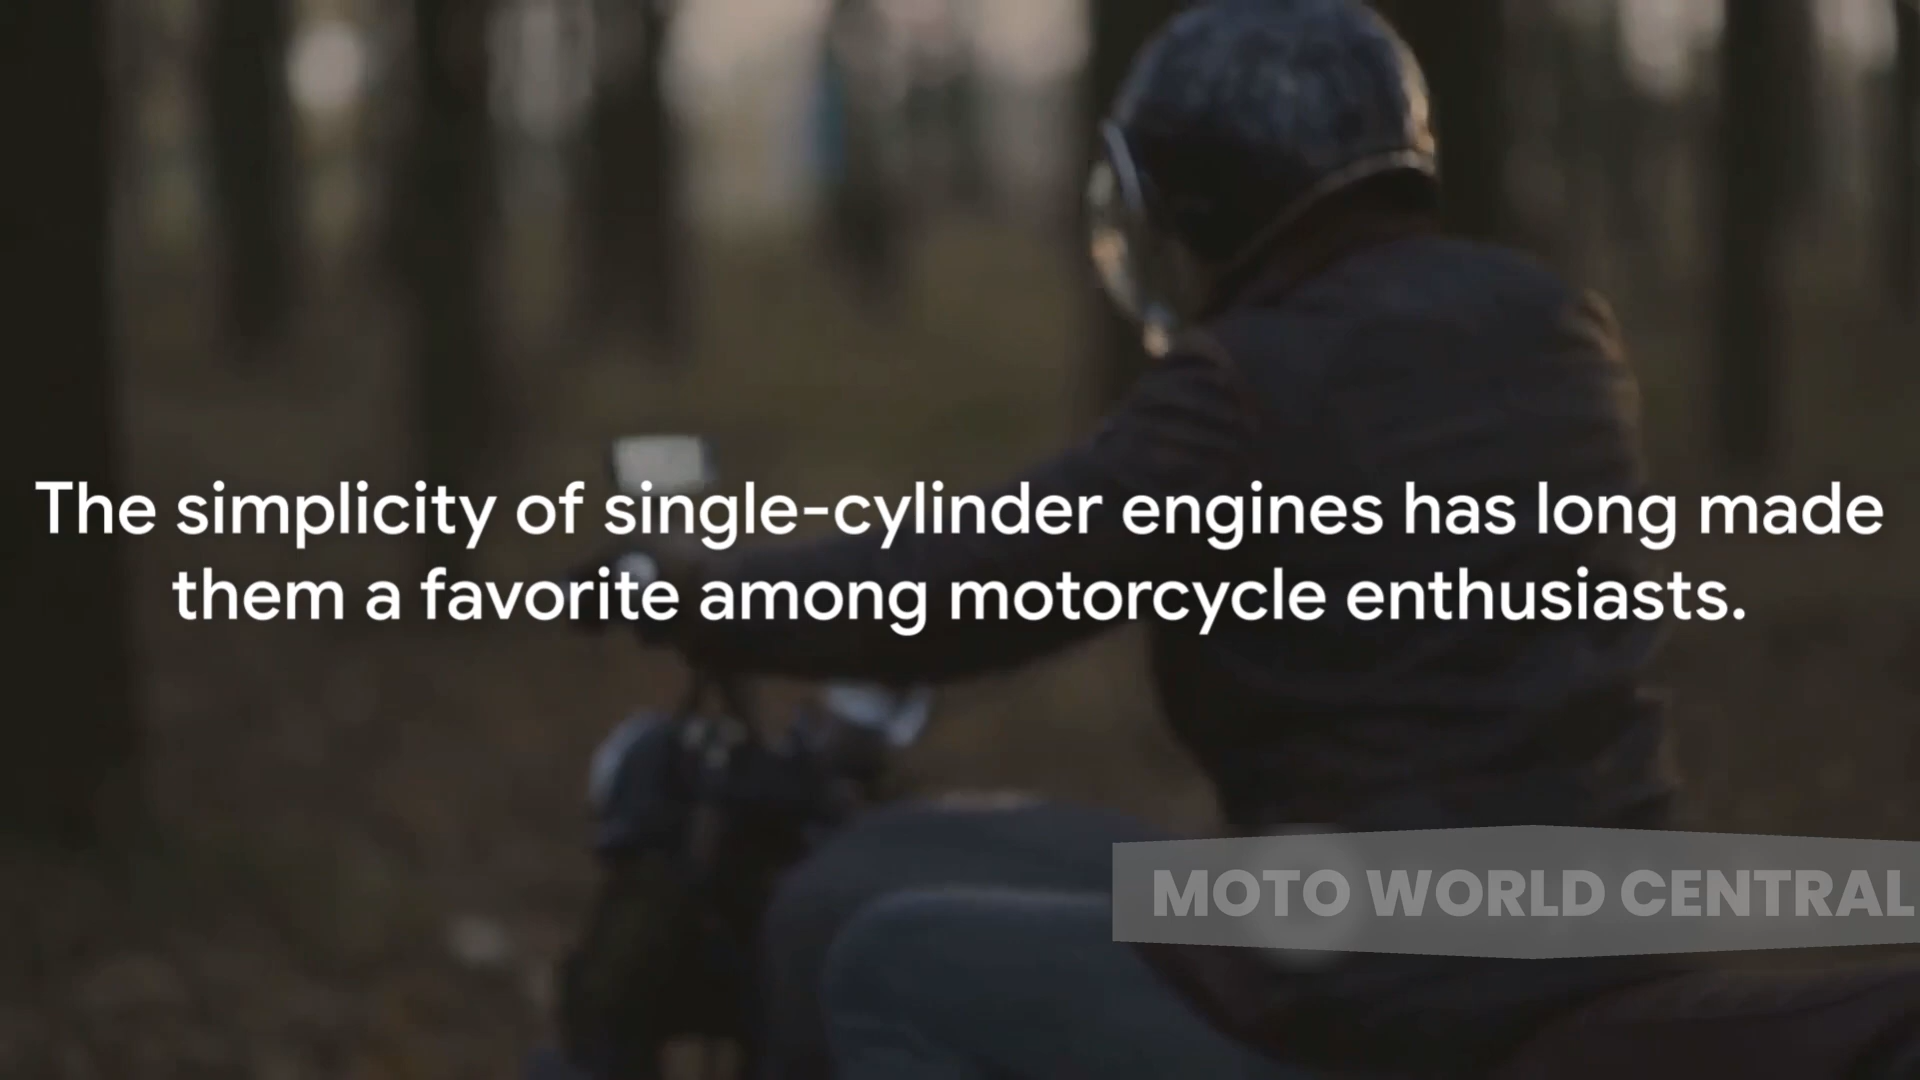 The simplicity of single-cylinder engines has long made
them a favorite among motorcycle enthusiasts.
MOTO WORLD CENTRAL